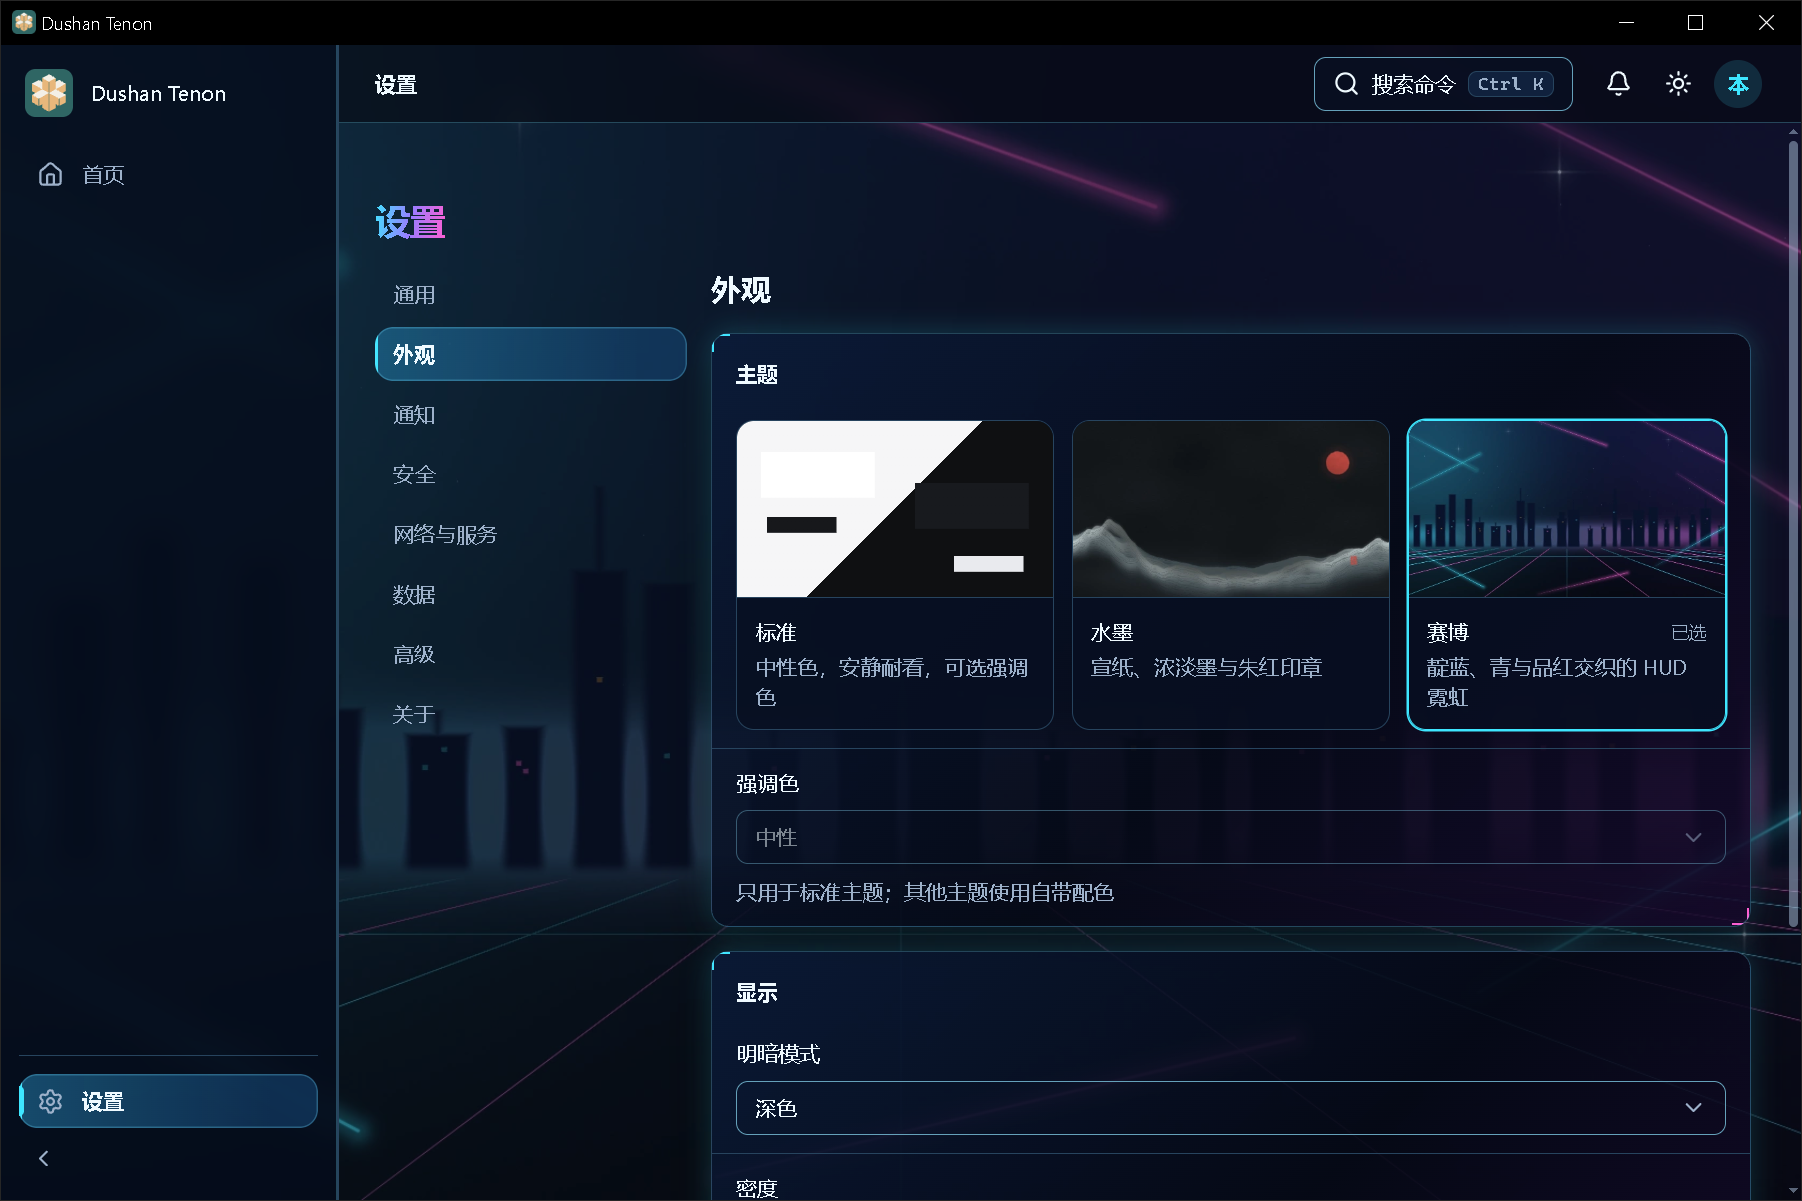 Dushan Tenon
Dushan Tenon
首页
设置
搜索命令 Ctrl K
本
设置
通用
外观
通知
安全
网络与服务
数据
高级
关于
外观
主题
标准
中性色，安静耐看，可选强调
色
水墨
宣纸、浓淡墨与朱红印章
赛博 已选
靛蓝、青与品红交织的 HUD
霓虹
强调色
中性
只用于标准主题；其他主题使用自带配色
显示
明暗模式
深色
密度
设置